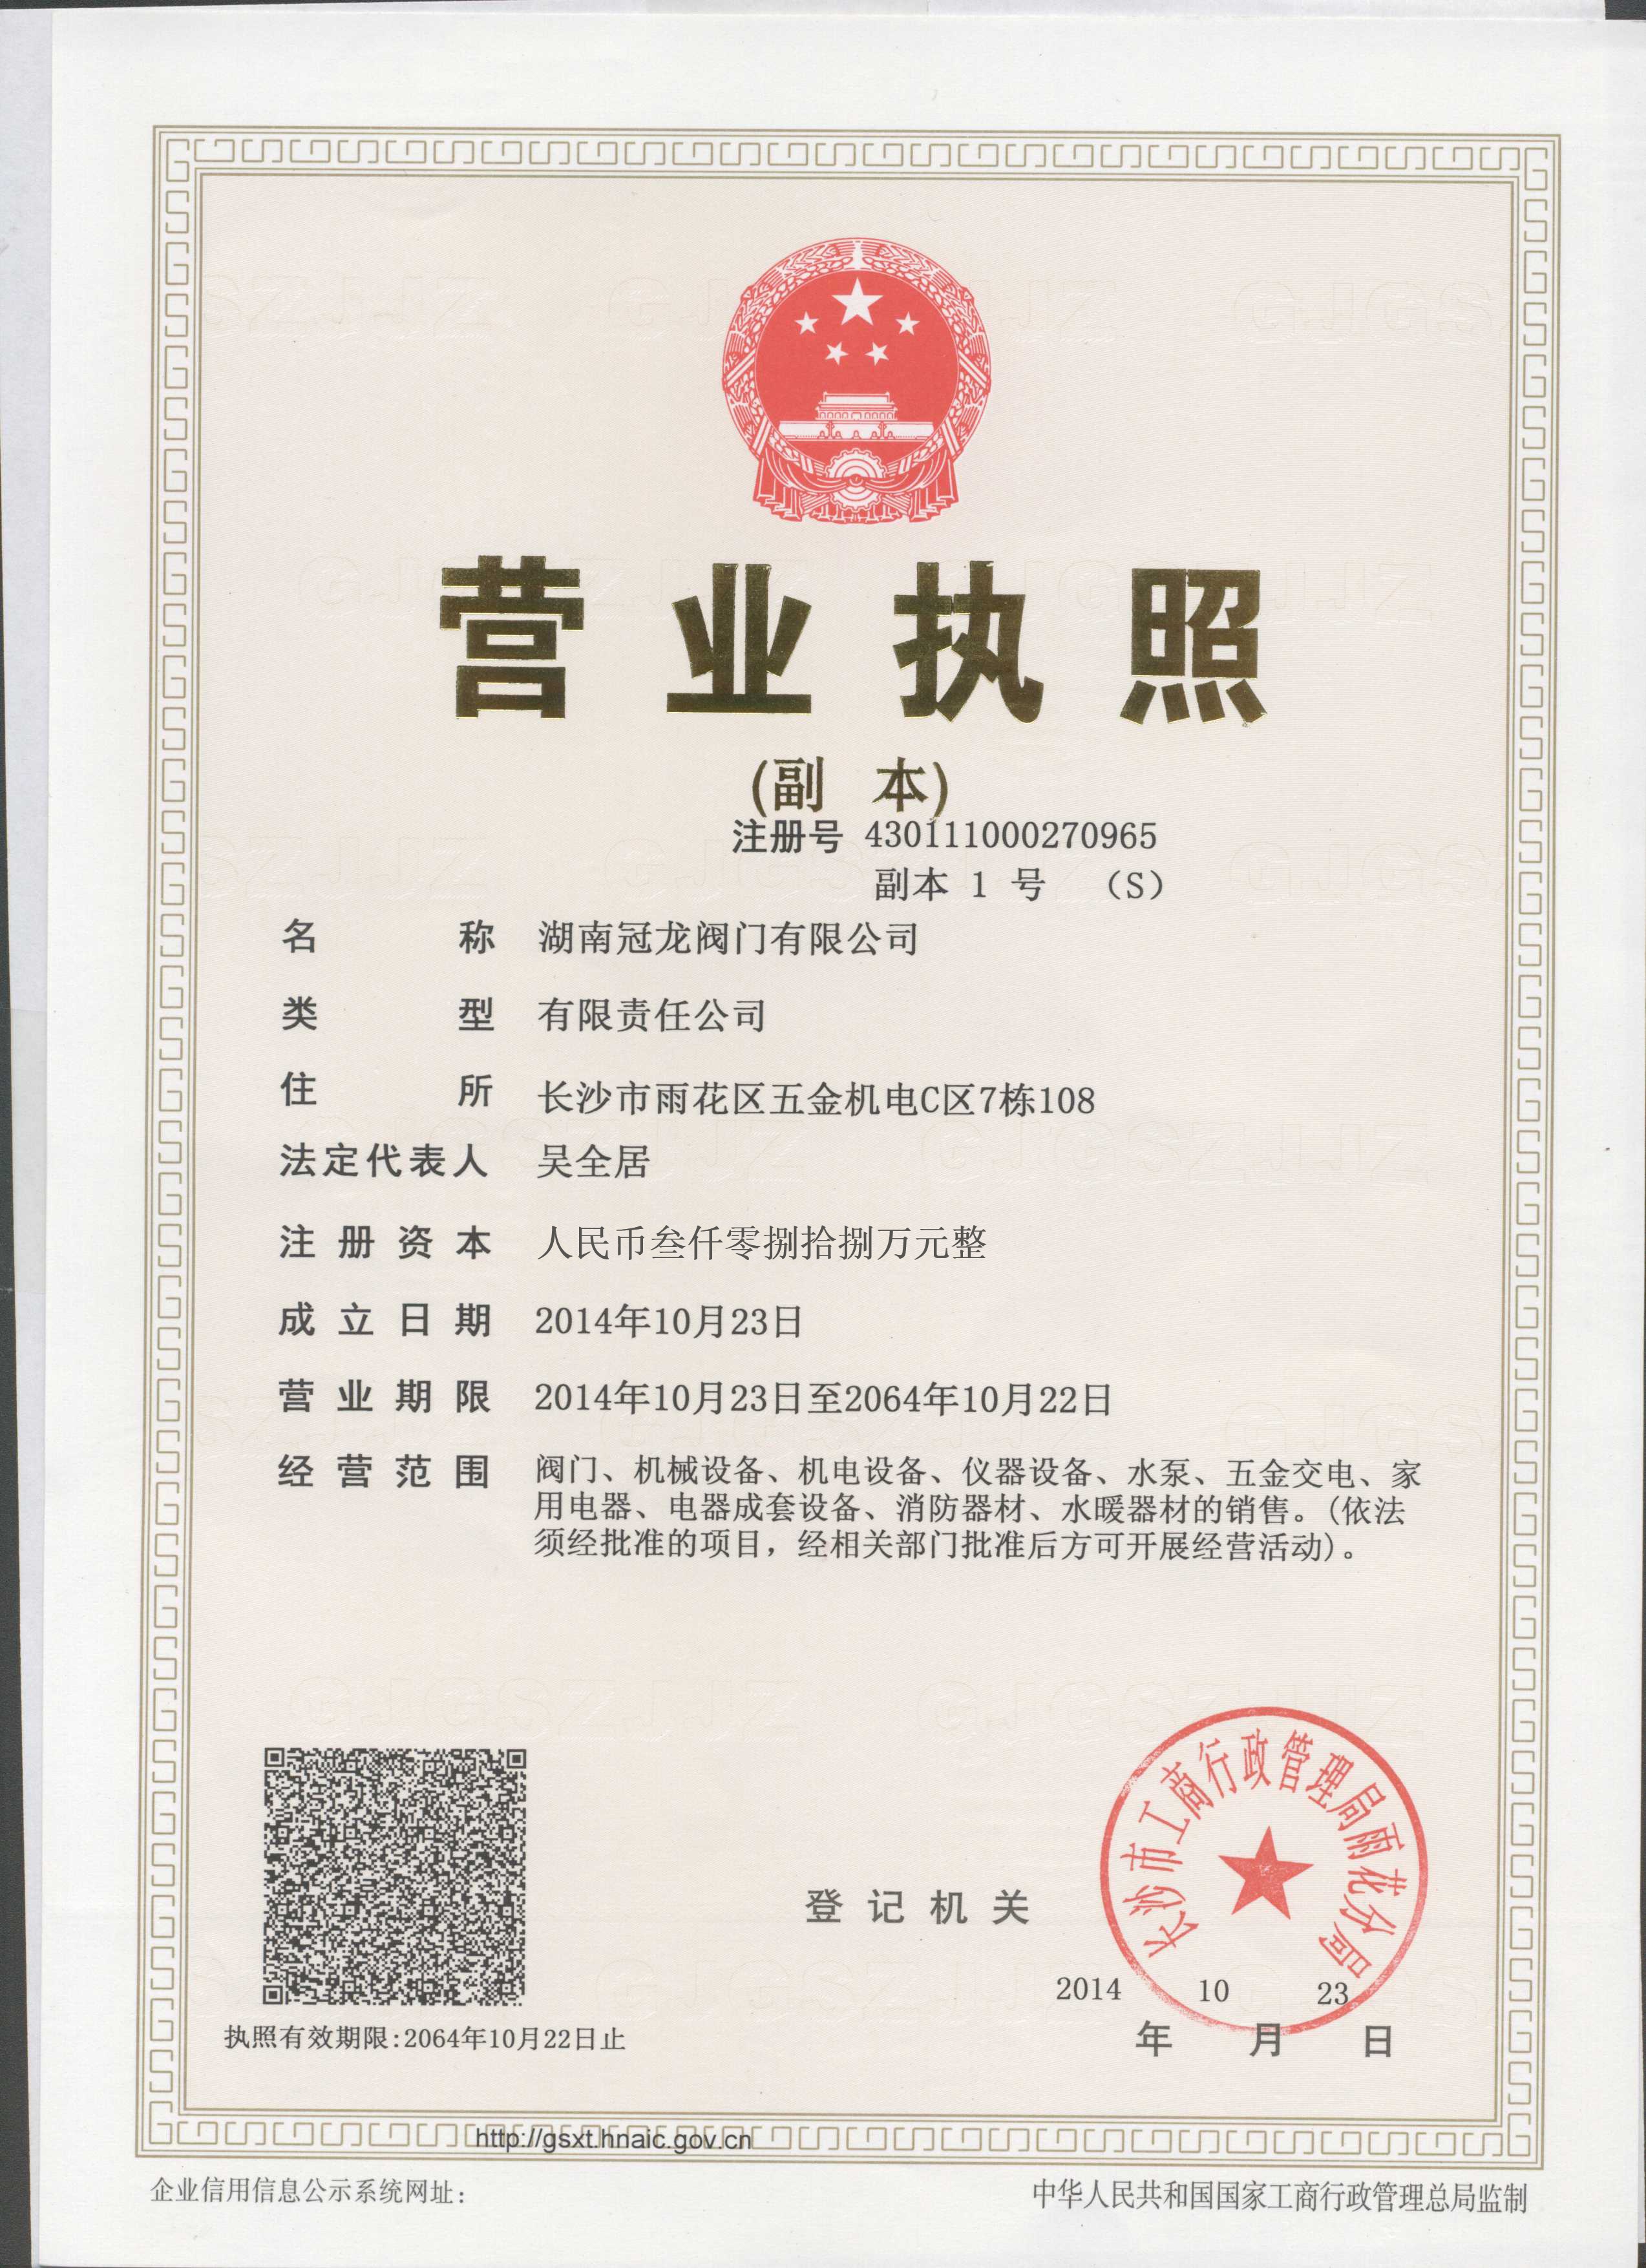 营业执照
(副 本)
注册号 430111000270965
副本 1 号 （S）
名称 湖南冠龙阀门有限公司
类型 有限责任公司
住所 长沙市雨花区五金机电C区7栋108
法定代表人 吴全居
注册资本 人民币叁仟零捌拾捌万元整
成立日期 2014年10月23日
营业期限 2014年10月23日至2064年10月22日
经营范围 阀门、机械设备、机电设备、仪器设备、水泵、五金交电、家
用电器、电器成套设备、消防器材、水暖器材的销售。(依法
须经批准的项目，经相关部门批准后方可开展经营活动)。
长沙市工商行政管理局雨花分局
登记机关
2014 10 23
年 月 日
执照有效期限:2064年10月22日止
http://gsxt.hnaic.gov.cn
企业信用信息公示系统网址：
中华人民共和国国家工商行政管理总局监制